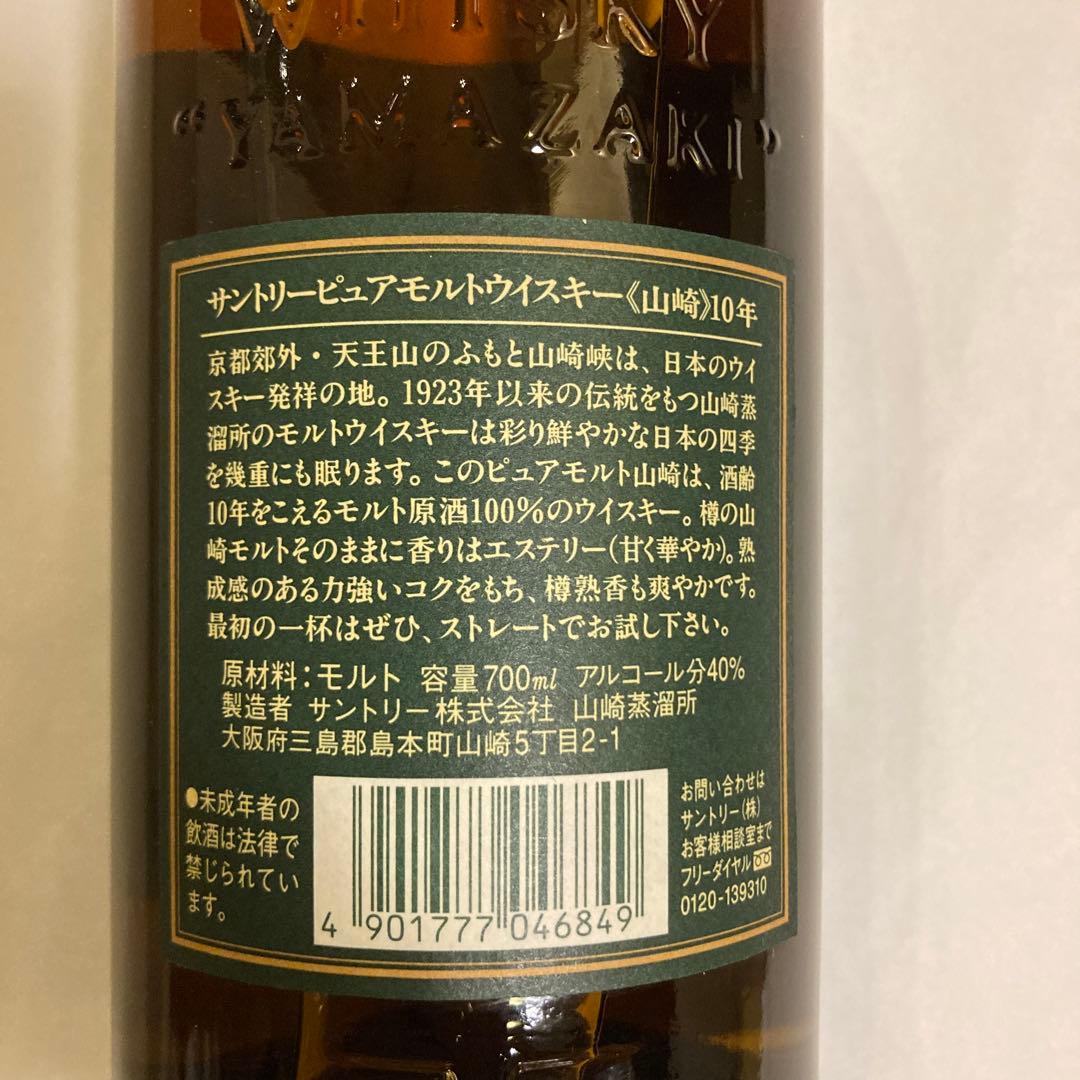 WHISKY
"YAMAZAKI"
サントリーピュアモルトウイスキー《山崎》10年
京都郊外・天王山のふもと山崎峡は、日本のウイ
スキー発祥の地。1923年以来の伝統をもつ山崎蒸
溜所のモルトウイスキーは彩り鮮やかな日本の四季
を幾重にも眠ります。このピュアモルト山崎は、酒齢
10年をこえるモルト原酒100%のウイスキー。樽の山
崎モルトそのままに香りはエステリー(甘く華やか)。熟
成感のある力強いコクをもち、樽熟香も爽やかです。
最初の一杯はぜひ、ストレートでお試し下さい。
原材料:モルト 容量700ml アルコール分40%
製造者 サントリー株式会社 山崎蒸溜所
大阪府三島郡島本町山崎5丁目2-1
●未成年者の
飲酒は法律で
禁じられてい
ます。
4 901777 046849
お問い合わせは
サントリー(株)
お客様相談室まで
フリーダイヤル
0120-139310